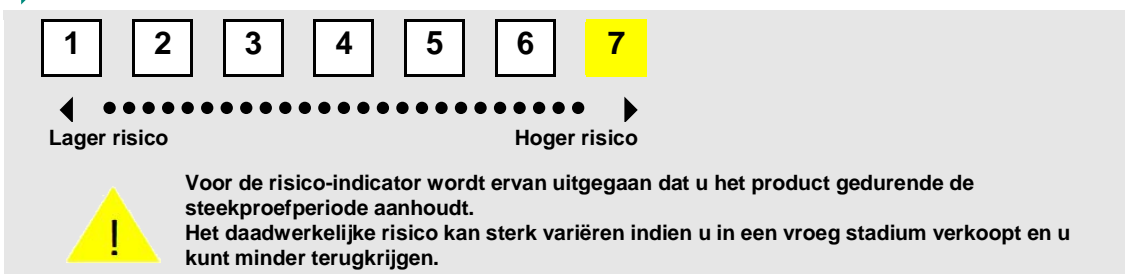 1 2 3 4 5 6 7
Lager risico Hoger risico
Voor de risico-indicator wordt ervan uitgegaan dat u het product gedurende de
steekproefperiode aanhoudt.
Het daadwerkelijke risico kan sterk variëren indien u in een vroeg stadium verkoopt en u
! kunt minder terugkrijgen.